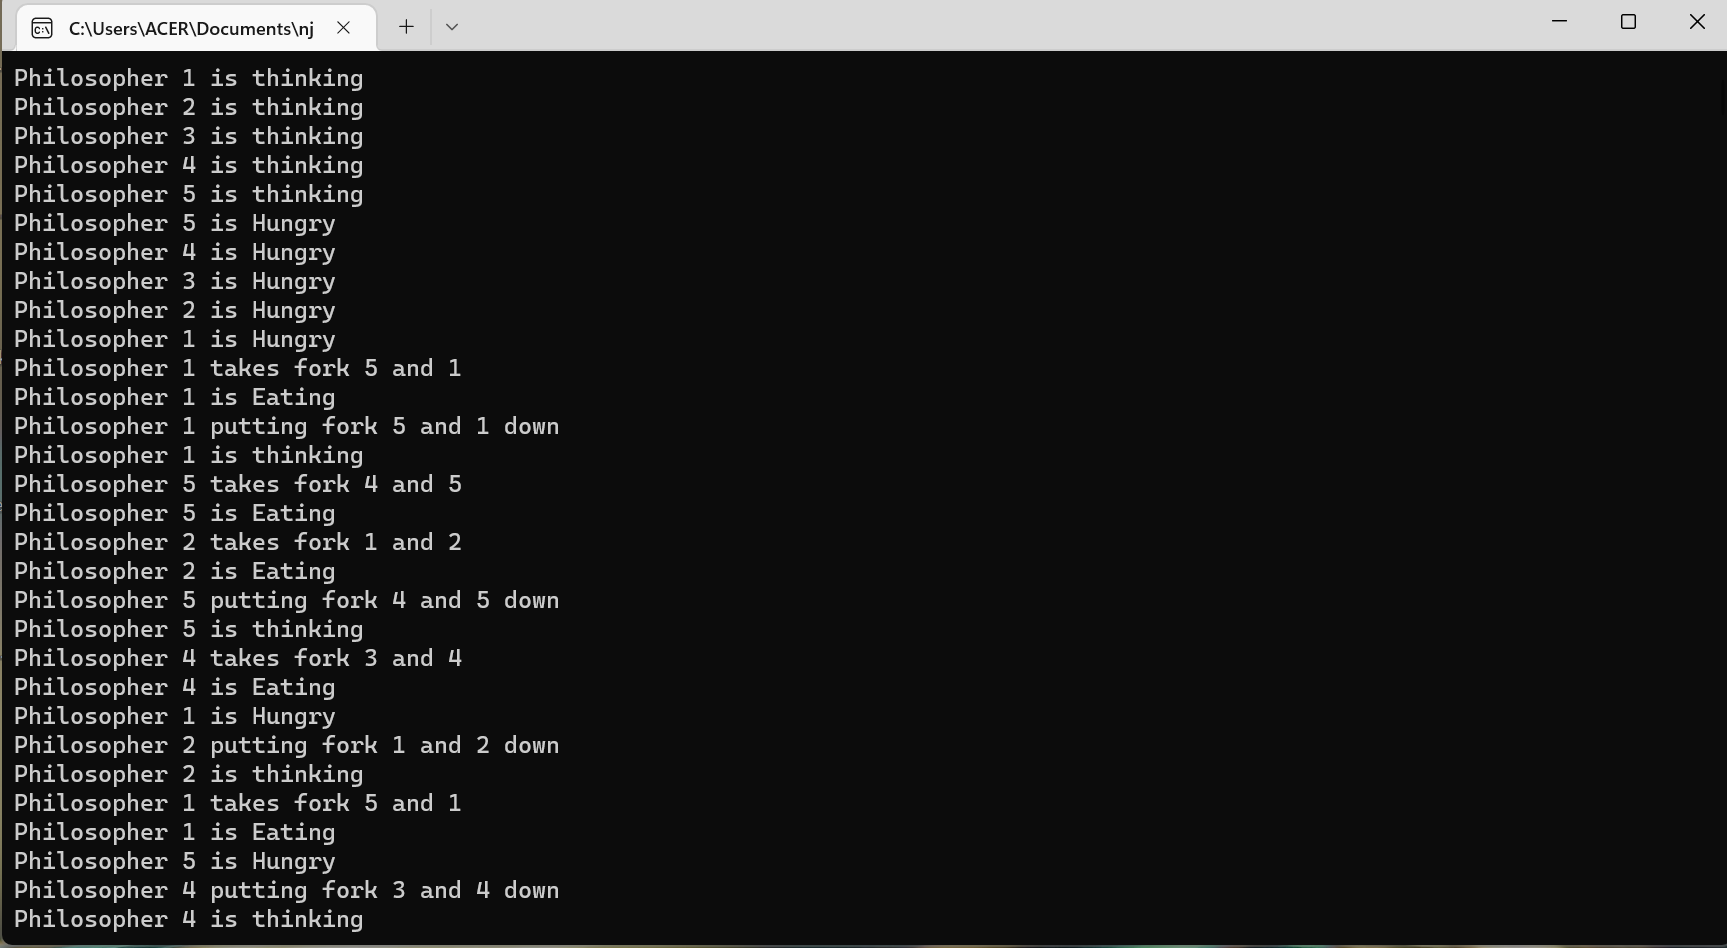 C:\Users\ACER\Documents\nj
Philosopher 1 is thinking
Philosopher 2 is thinking
Philosopher 3 is thinking
Philosopher 4 is thinking
Philosopher 5 is thinking
Philosopher 5 is Hungry
Philosopher 4 is Hungry
Philosopher 3 is Hungry
Philosopher 2 is Hungry
Philosopher 1 is Hungry
Philosopher 1 takes fork 5 and 1
Philosopher 1 is Eating
Philosopher 1 putting fork 5 and 1 down
Philosopher 1 is thinking
Philosopher 5 takes fork 4 and 5
Philosopher 5 is Eating
Philosopher 2 takes fork 1 and 2
Philosopher 2 is Eating
Philosopher 5 putting fork 4 and 5 down
Philosopher 5 is thinking
Philosopher 4 takes fork 3 and 4
Philosopher 4 is Eating
Philosopher 1 is Hungry
Philosopher 2 putting fork 1 and 2 down
Philosopher 2 is thinking
Philosopher 1 takes fork 5 and 1
Philosopher 1 is Eating
Philosopher 5 is Hungry
Philosopher 4 putting fork 3 and 4 down
Philosopher 4 is thinking